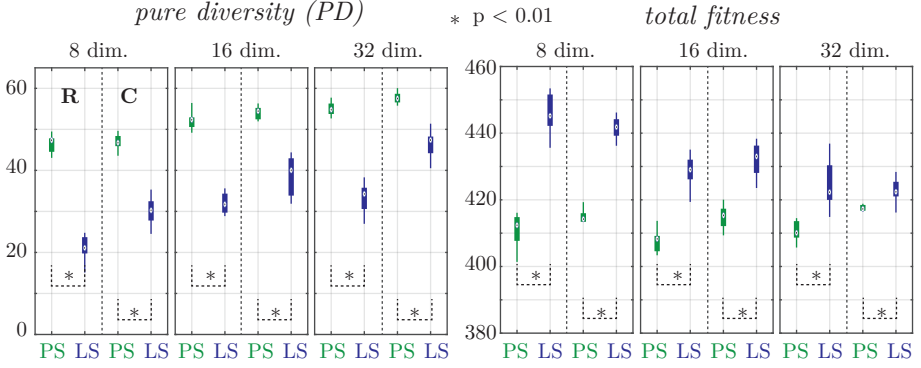 pure diversity (PD) * p < 0.01 total fitness
8 dim. 16 dim. 32 dim. 8 dim. 16 dim. 32 dim.
60 R C 460
40 440
420
20 400
* * * * * *
* * * * * *
0 380
PS LS PS LS PS LS PS LS PS LS PS LS PS LS PS LS PS LS PS LS PS LS PS LS